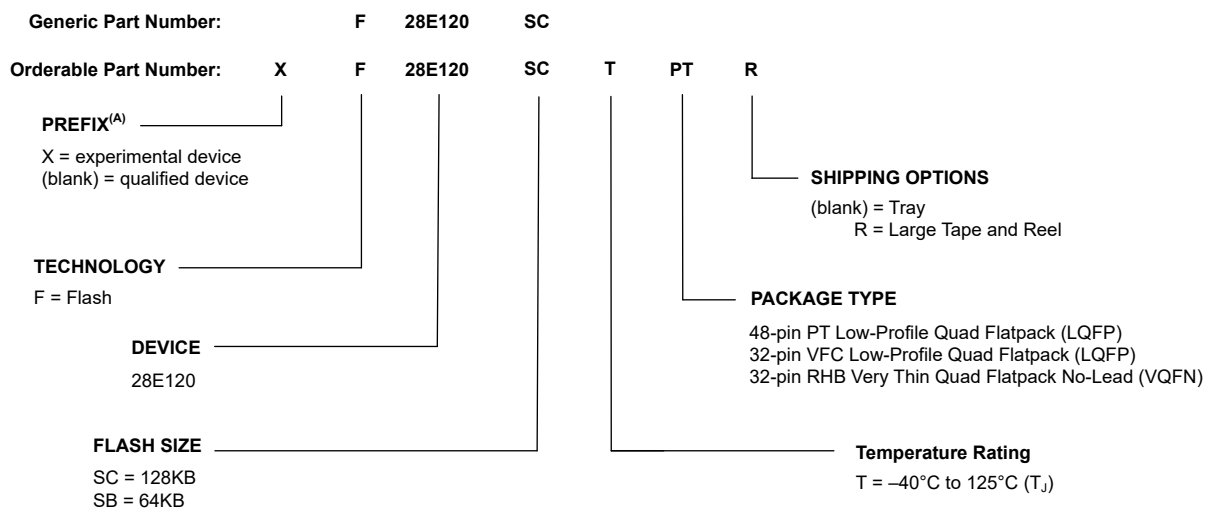 Generic Part Number: F 28E120 SC
Orderable Part Number: X F 28E120 SC T PT R
PREFIX(A)
X = experimental device
(blank) = qualified device
SHIPPING OPTIONS
(blank) = Tray
R = Large Tape and Reel
TECHNOLOGY
F = Flash
PACKAGE TYPE
48-pin PT Low-Profile Quad Flatpack (LQFP)
32-pin VFC Low-Profile Quad Flatpack (LQFP)
32-pin RHB Very Thin Quad Flatpack No-Lead (VQFN)
DEVICE
28E120
FLASH SIZE
SC = 128KB
SB = 64KB
Temperature Rating
T = –40°C to 125°C (TJ)